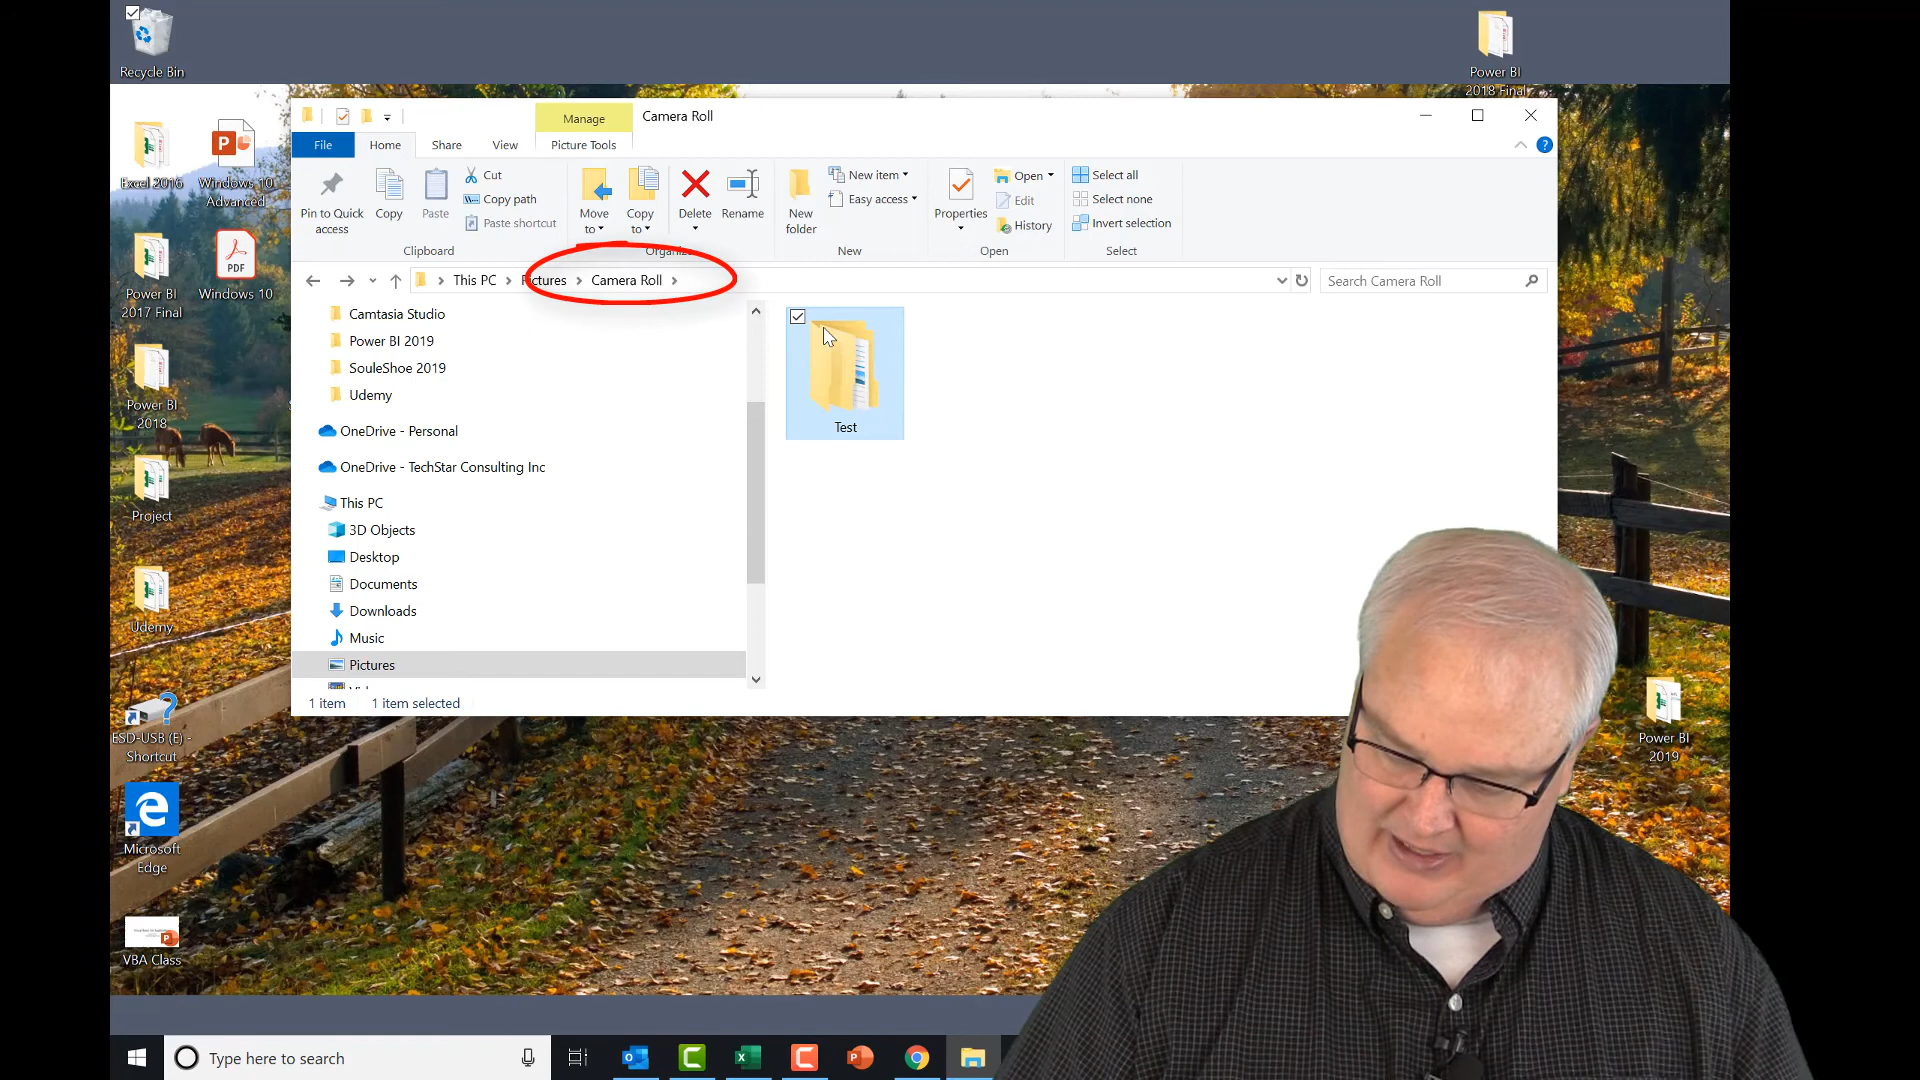 Recycle Bin
Power BI
2018 Final
Manage
Camera Roll
File
Home
Share
View
Picture Tools
Pin to Quick
access
Copy
Paste
Cut
Copy path
Paste shortcut
Clipboard
Move
to
Copy
to
Delete
Rename
New
folder
New item
Easy access
New
Properties
Open
Edit
History
Open
Select all
Select none
Invert selection
Select
This PC
Pictures
Camera Roll
Search Camera Roll
Camtasia Studio
Power BI 2019
SouleShoe 2019
Udemy
OneDrive - Personal
OneDrive - TechStar Consulting Inc
This PC
3D Objects
Desktop
Documents
Downloads
Music
Pictures
Test
1 item
1 item selected
Excel 2016
Windows 10
Advanced
Power BI
2017 Final
PDF
Windows 10
Power BI
2018
Project
Udemy
ESD-USB (E) -
Shortcut
Microsoft
Edge
VBA Class
Power BI
2019
Type here to search